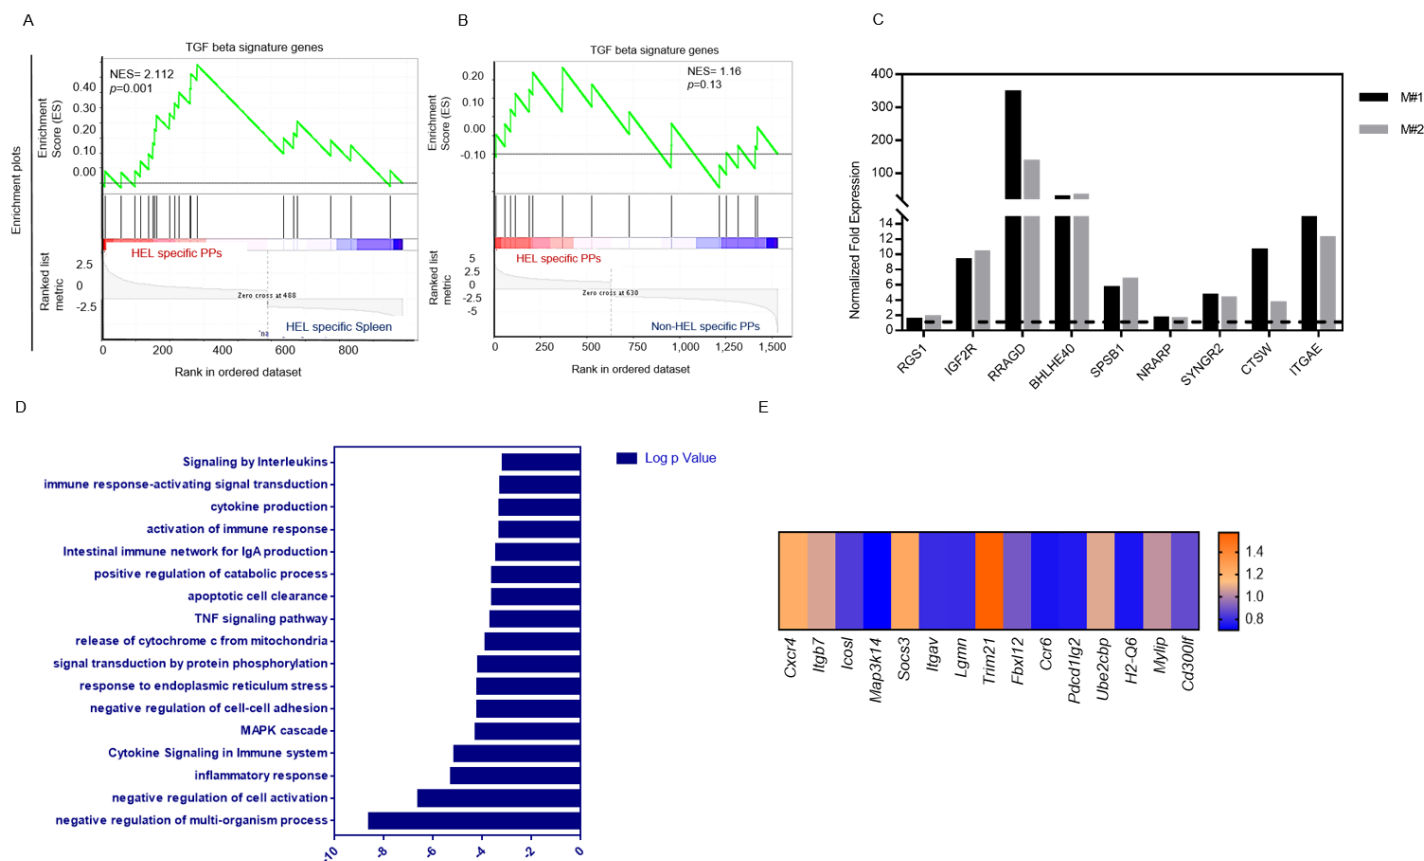 A
B
C
TGF beta signature genes
NES= 2.112
p=0.001
Enrichment plots
Enrichment
Score (ES)
0.40
0.30
0.20
0.10
0.00
HEL specific PPs
Ranked list
metric
2.5
0
-2.5
Zero cross at 488
HEL specific Spleen
0
200
400
600
800
Rank in ordered dataset
TGF beta signature genes
NES= 1.16
p=0.13
Enrichment
Score (ES)
0.20
0.10
0.00
-0.10
HEL specific PPs
Ranked list
metric
5
2.5
0
-2.5
-5
Zero cross at 630
Non-HEL specific PPs
0
250
500
750
1,000
1,250
1,500
Rank in ordered dataset
Normalized Fold Expression
400
300
200
100
14
12
10
8
6
4
2
0
RGS1
IGF2R
RRAGD
BHLHE40
SPSB1
NRARP
SYNGR2
CTSW
ITGAE
M#1
M#2
D
Signaling by Interleukins
immune response-activating signal transduction
cytokine production
activation of immune response
Intestinal immune network for IgA production
positive regulation of catabolic process
apoptotic cell clearance
TNF signaling pathway
release of cytochrome c from mitochondria
signal transduction by protein phosphorylation
response to endoplasmic reticulum stress
negative regulation of cell-cell adhesion
MAPK cascade
Cytokine Signaling in Immune system
inflammatory response
negative regulation of cell activation
negative regulation of multi-organism process
-10
-8
-6
-4
-2
0
Log p Value
E
1.4
1.2
1.0
0.8
Cxcr4
Itgb7
Icosl
Map3k14
Socs3
Itgav
Lgmn
Trim21
Fbxl12
Ccr6
Pdcd1lg2
Ube2cbp
H2-Q6
Mylip
Cd300lf